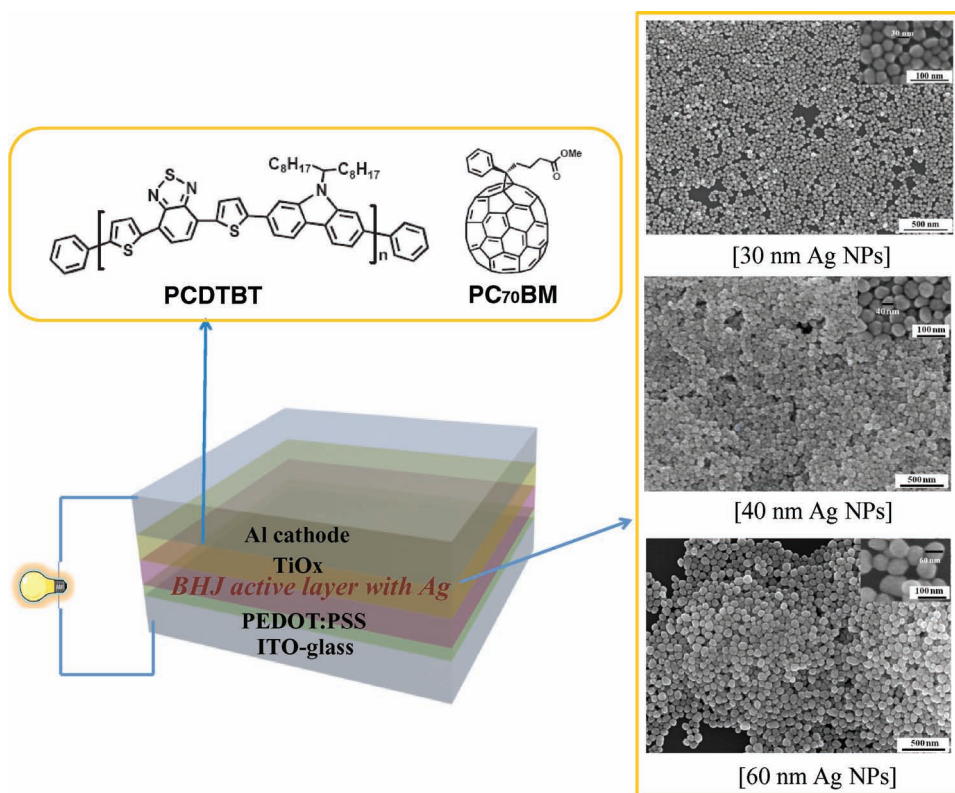 C₈H₁₇ C₈H₁₇
N S N
N
S S
n
PCDTBT
OMe
O
PC₇₀BM
Al cathode
TiOx
BHJ active layer with Ag
PEDOT:PSS
ITO-glass
30 nm
100 nm
500 nm
[30 nm Ag NPs]
40 nm
100 nm
500 nm
[40 nm Ag NPs]
60 nm
100 nm
500 nm
[60 nm Ag NPs]